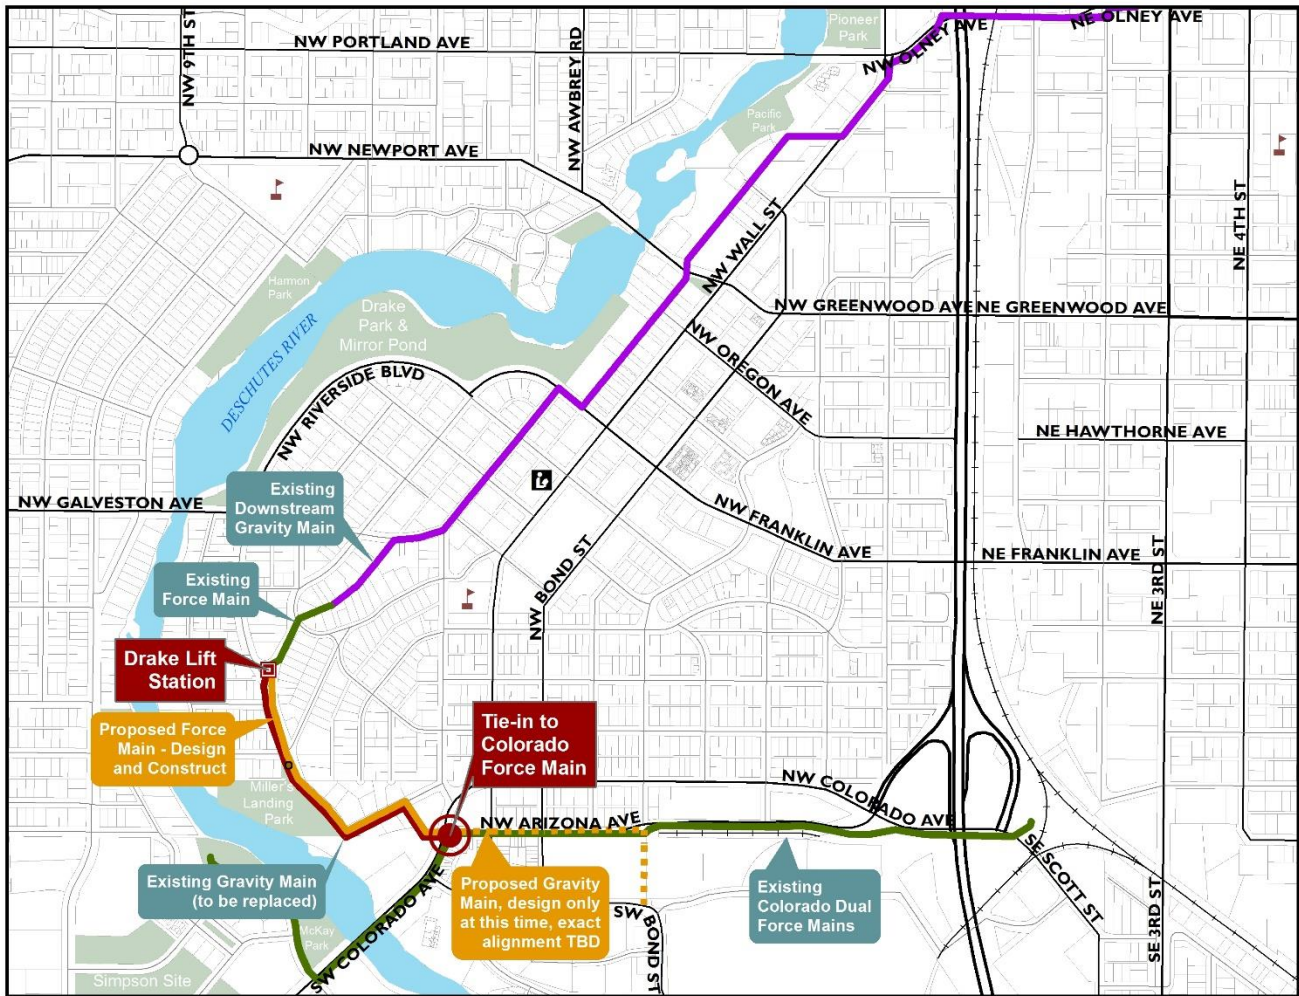 NW 9TH ST
NW PORTLAND AVE
NW AWBREY RD
Pioneer
Park
NW OLNEY AVE
NE OLNEY AVE
NW NEWPORT AVE
Pacific
Park
NE 4TH ST
NW WALL ST
Harmon
Park
Drake
Park &
Mirror Pond
DESCHUTES RIVER
NW GREENWOOD AVE
NE GREENWOOD AVE
NW OREGON AVE
NW RIVERSIDE BLVD
NE HAWTHORNE AVE
NW GALVESTON AVE
Existing
Downstream
Gravity Main
NW FRANKLIN AVE
NE FRANKLIN AVE
NW BOND ST
NE 3RD ST
Existing
Force Main
Drake Lift
Station
Proposed Force
Main - Design
and Construct
Tie-in to
Colorado
Force Main
Miller's
Landing
Park
NW COLORADO AVE
NW ARIZONA AVE
Existing Gravity Main
(to be replaced)
Proposed Gravity
Main, design only
at this time, exact
alignment TBD
Existing
Colorado Dual
Force Mains
SE SCOTT ST
SW COLORADO AVE
SW BOND ST
SE 3RD ST
McKay
Park
Simpson Site